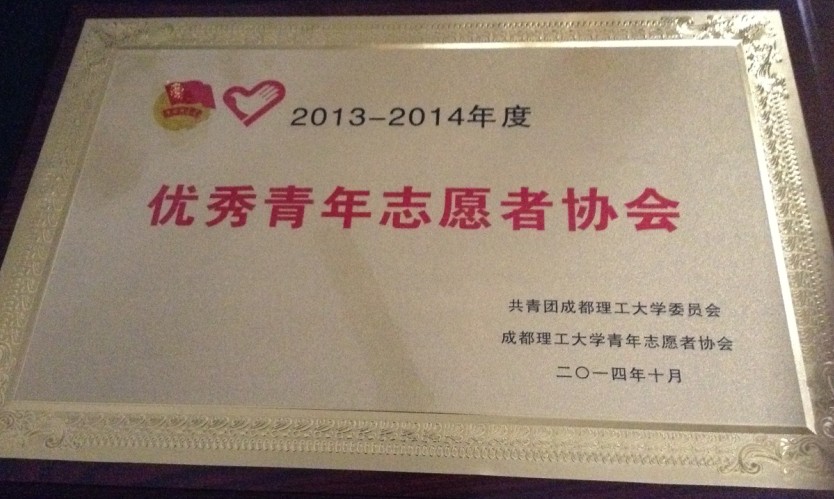 2013-2014年度
优秀青年志愿者协会
共青团成都理工大学委员会
成都理工大学青年志愿者协会
二〇一四年十月